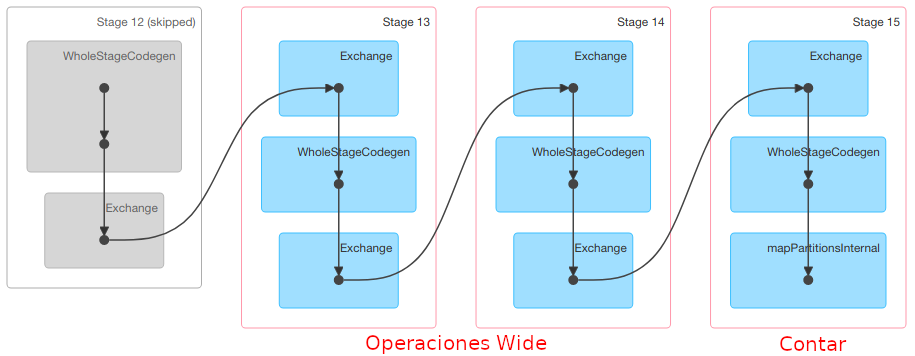 Stage 12 (skipped)
WholeStageCodegen
Exchange
Stage 13
Exchange
WholeStageCodegen
Exchange
Stage 14
Exchange
WholeStageCodegen
Exchange
Stage 15
Exchange
WholeStageCodegen
mapPartitionsInternal
Operaciones Wide
Contar